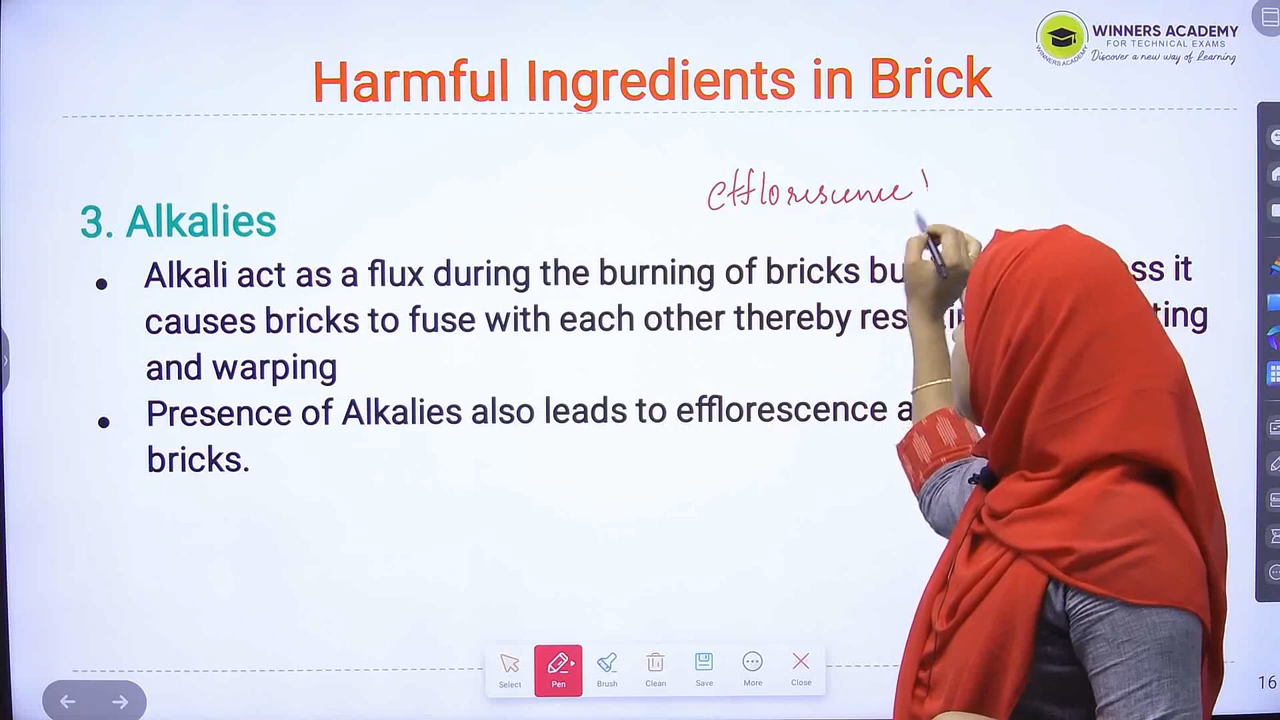 WINNERS ACADEMY
FOR TECHNICAL EXAMS
Discover a new way of Learning
WINNERS ACADEMY
Harmful Ingredients in Brick
efflorescence
3. Alkalies
Alkali act as a flux during the burning of bricks ss it
causes bricks to fuse with each other thereby ting
and warping
Presence of Alkalies also leads to efflorescence
bricks.
Select
Pen
Brush
Clean
Save
More
Close
16